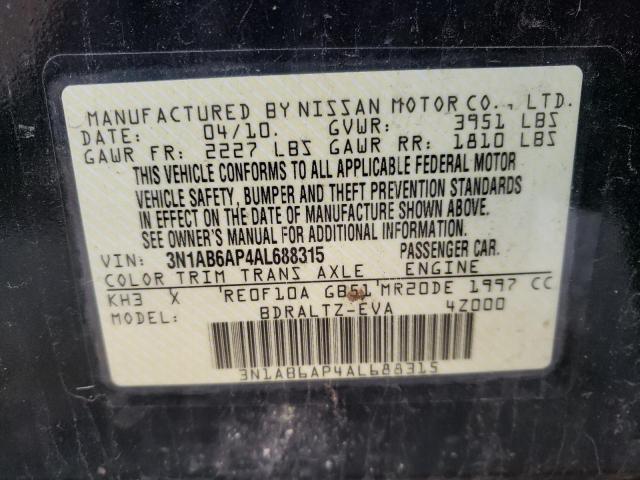 MANUFACTURED BY NISSAN MOTOR CO., LTD.
DATE: 04/10. GVWR: 3951 LBS
GAWR FR: 2227 LBS GAWR RR: 1810 LBS
THIS VEHICLE CONFORMS TO ALL APPLICABLE FEDERAL MOTOR
VEHICLE SAFETY, BUMPER AND THEFT PREVENTION STANDARDS
IN EFFECT ON THE DATE OF MANUFACTURE SHOWN ABOVE.
SEE OWNER'S MANUAL FOR ADDITIONAL INFORMATION.
VIN: 3N1AB6AP4AL688315 PASSENGER CAR.
COLOR TRIM TRANS AXLE ENGINE
KH3 X RE0F10A GB51 MR20DE 1997 CC
MODEL: BDRALTZ-EVA 4Z000
3N1AB6AP4AL688315